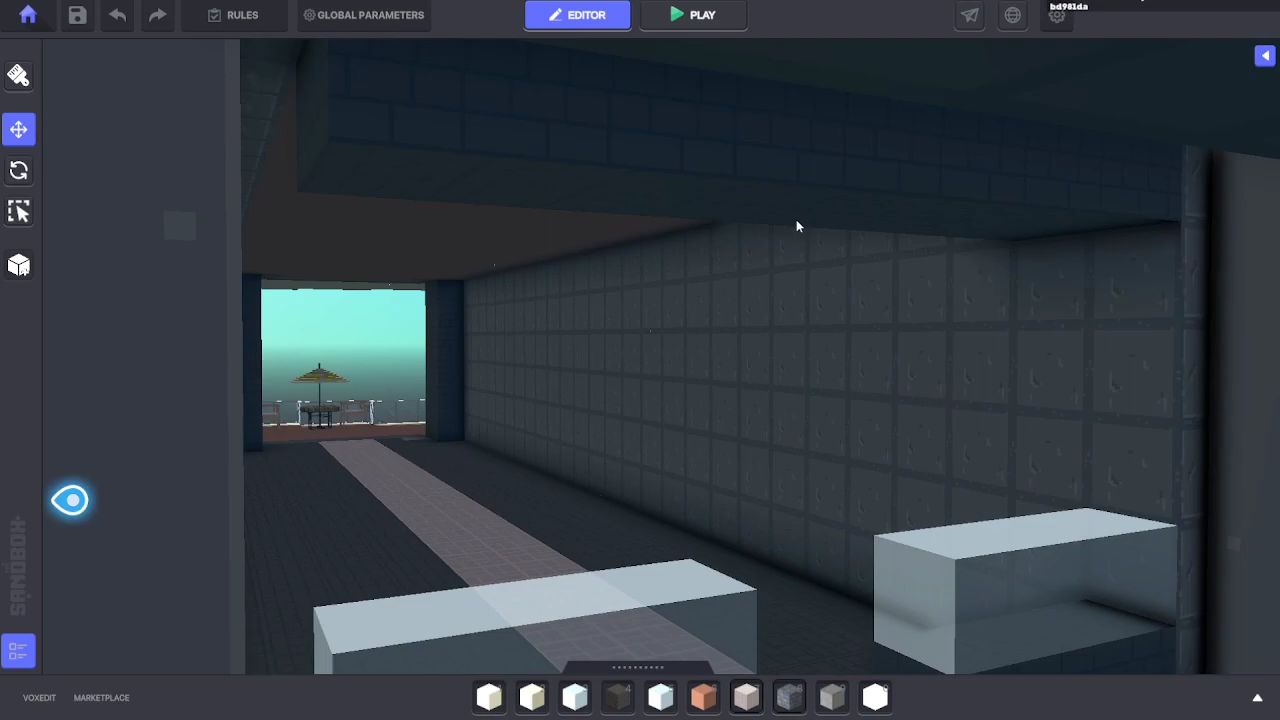 RULES
GLOBAL PARAMETERS
EDITOR
PLAY
bd981da
SANDBOX
VOXEDIT
MARKETPLACE